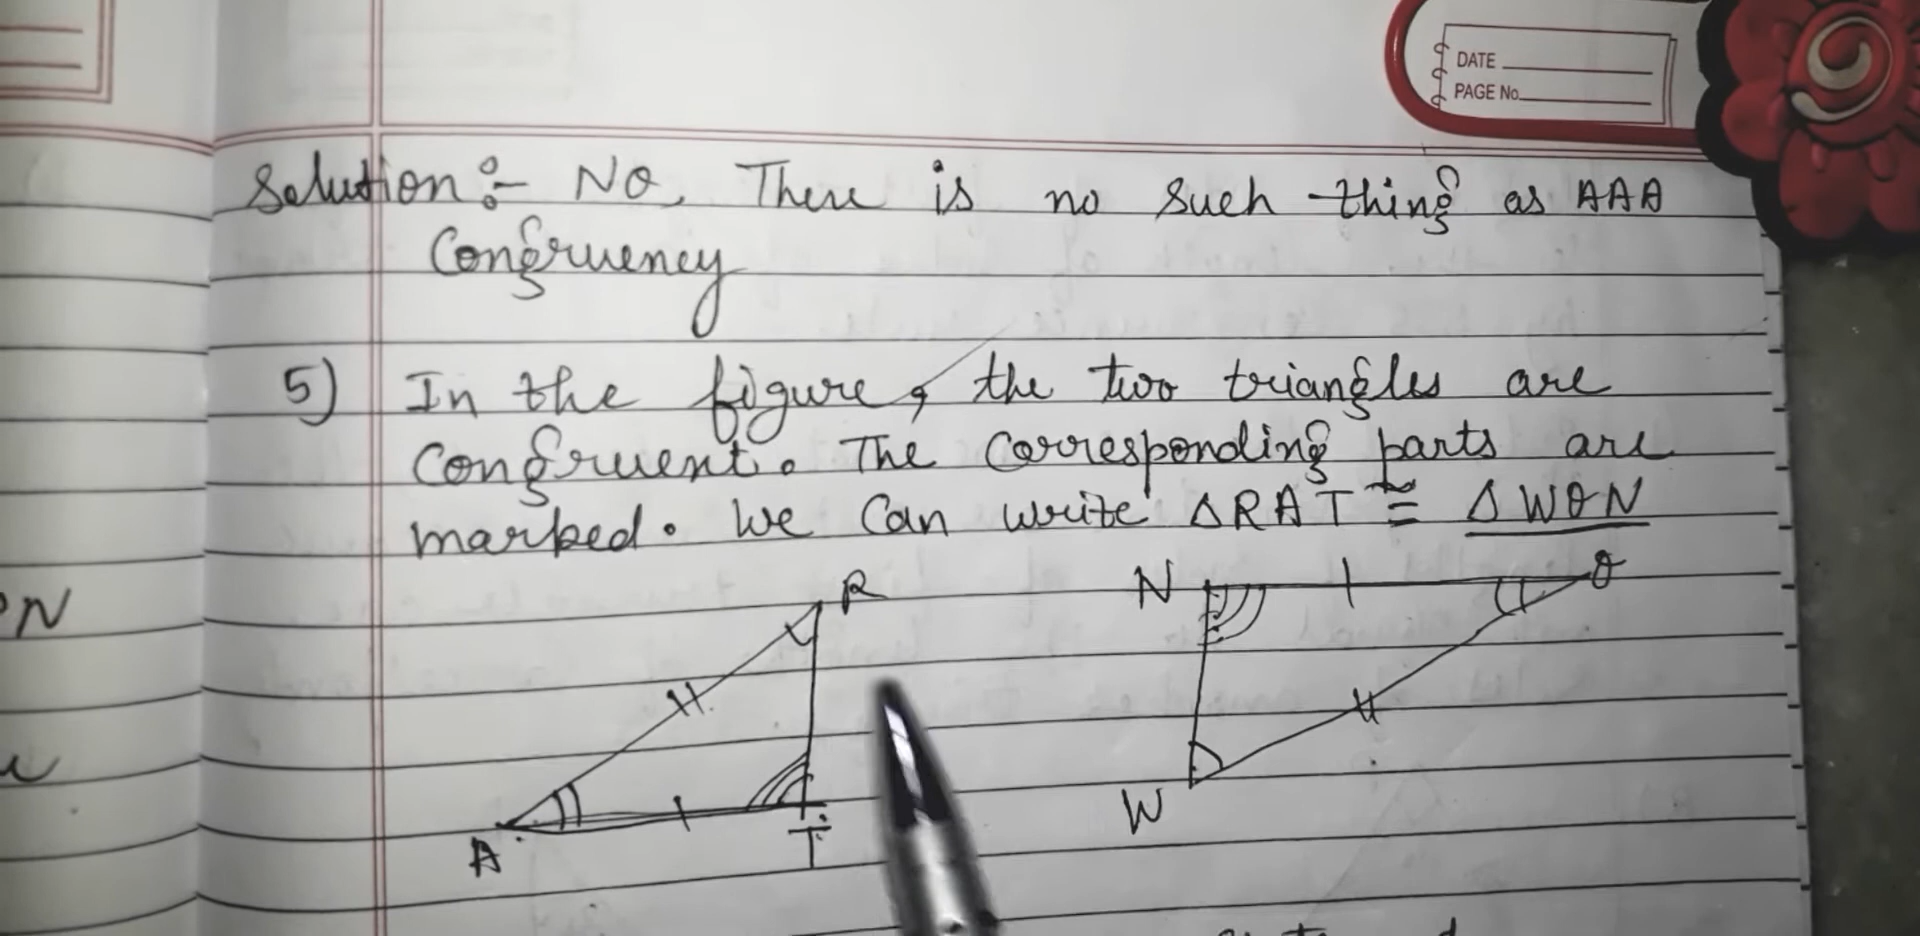 DATE
PAGE No.
Solution:- No, There is no such thing as AAA
Congruency
5) In the figure, the two triangles are
Congruent. The Corresponding parts are
marked. We Can write ΔRAT ≅ ΔWON
R
A
T
N
O
W
N